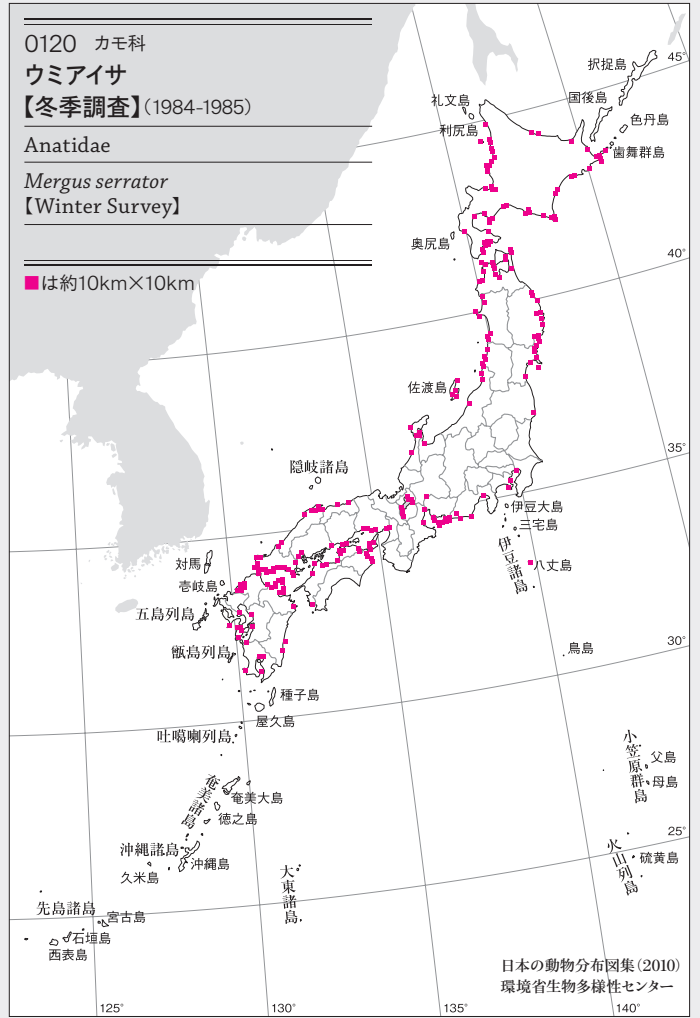 0120 カモ科
ウミアイサ
【冬季調査】(1984-1985)
Anatidae
Mergus serrator
【Winter Survey】
■は約10km×10km
択捉島
45°
国後島
礼文島
色丹島
利尻島
歯舞群島
奥尻島
40°
佐渡島
35°
隠岐諸島
伊豆大島
三宅島
伊豆諸島
八丈島
対馬
壱岐島
五島列島
甑島列島
鳥島
30°
種子島
屋久島
吐噶喇列島
小笠原群島
父島
母島
奄美諸島
奄美大島
徳之島
25°
沖縄諸島
沖縄島
久米島
大東諸島
火山列島
硫黄島
先島諸島
宮古島
石垣島
西表島
日本の動物分布図集(2010)
環境省生物多様性センター
125°
130°
135°
140°